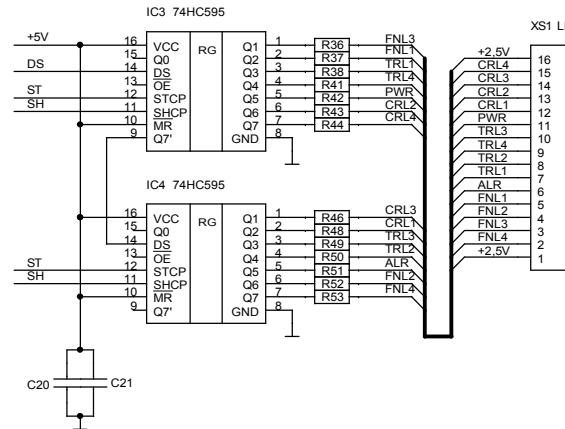 IC3 74HC595
+5V
DS
ST
SH
16
15
14
13
12
11
10
9
VCC
Q0
DS
OE
STCP
SHCP
MR
Q7'
RG
Q1
Q2
Q3
Q4
Q5
Q6
Q7
GND
1
2
3
4
5
6
7
8
R36
R37
R38
R41
R42
R43
R44
FNL3
FNL1
TRL1
TRL4
PWR
CRL2
CRL4
IC4 74HC595
ST
SH
16
15
14
13
12
11
10
9
VCC
Q0
DS
OE
STCP
SHCP
MR
Q7'
RG
Q1
Q2
Q3
Q4
Q5
Q6
Q7
GND
1
2
3
4
5
6
7
8
R46
R48
R49
R50
R51
R52
R53
CRL3
CRL1
TRL3
TRL2
ALR
FNL2
FNL4
XS1
+2,5V
CRL4
CRL3
CRL2
CRL1
PWR
TRL3
TRL4
TRL2
TRL1
ALR
FNL1
FNL2
FNL3
FNL4
+2,5V
16
15
14
13
12
11
10
9
8
7
6
5
4
3
2
1
C20
C21